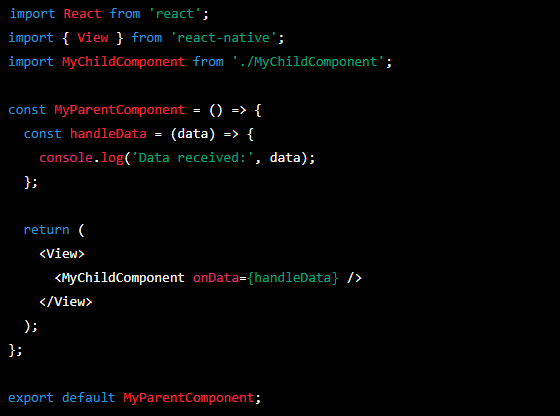 import React from 'react';
import { View } from 'react-native';
import MyChildComponent from './MyChildComponent';

const MyParentComponent = () => {
  const handleData = (data) => {
    console.log('Data received:', data);
  };

  return (
    <View>
      <MyChildComponent onData={handleData} />
    </View>
  );
};

export default MyParentComponent;